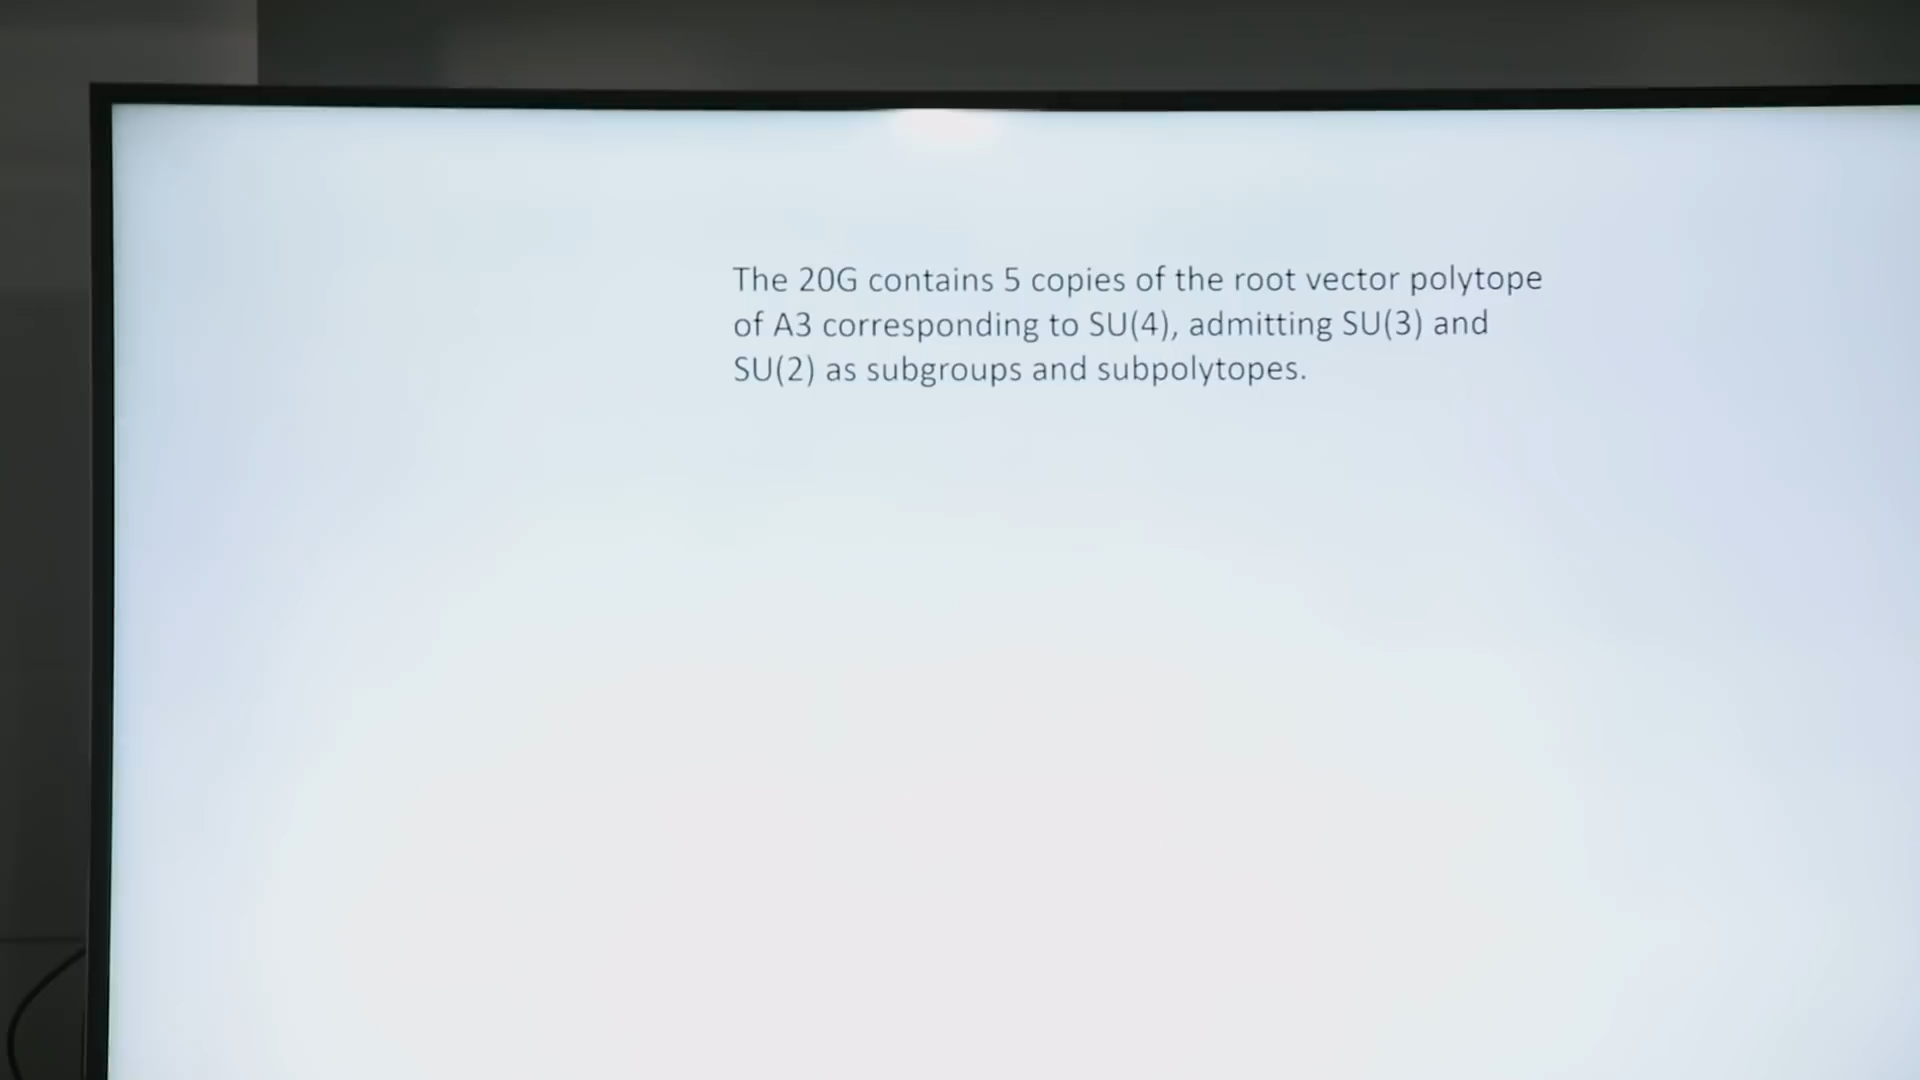 The 20G contains 5 copies of the root vector polytope
of A3 corresponding to SU(4), admitting SU(3) and
SU(2) as subgroups and subpolytopes.